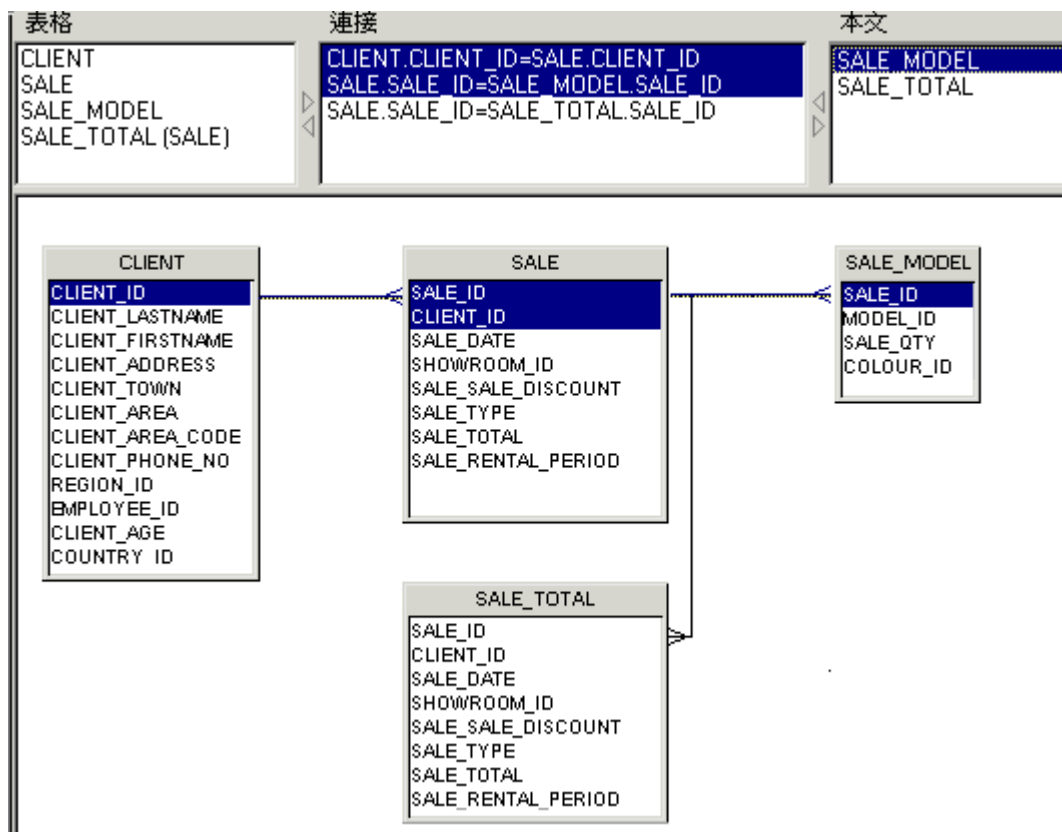 表格
CLIENT
SALE
SALE_MODEL
SALE_TOTAL (SALE)
連接
CLIENT.CLIENT_ID=SALE.CLIENT_ID
SALE.SALE_ID=SALE_MODEL.SALE_ID
SALE.SALE_ID=SALE_TOTAL.SALE_ID
本文
SALE_MODEL
SALE_TOTAL
CLIENT
CLIENT_ID
CLIENT_LASTNAME
CLIENT_FIRSTNAME
CLIENT_ADDRESS
CLIENT_TOWN
CLIENT_AREA
CLIENT_AREA_CODE
CLIENT_PHONE_NO
REGION_ID
EMPLOYEE_ID
CLIENT_AGE
COUNTRY_ID
SALE
SALE_ID
CLIENT_ID
SALE_DATE
SHOWROOM_ID
SALE_SALE_DISCOUNT
SALE_TYPE
SALE_TOTAL
SALE_RENTAL_PERIOD
SALE_MODEL
SALE_ID
MODEL_ID
SALE_QTY
COLOUR_ID
SALE_TOTAL
SALE_ID
CLIENT_ID
SALE_DATE
SHOWROOM_ID
SALE_SALE_DISCOUNT
SALE_TYPE
SALE_TOTAL
SALE_RENTAL_PERIOD